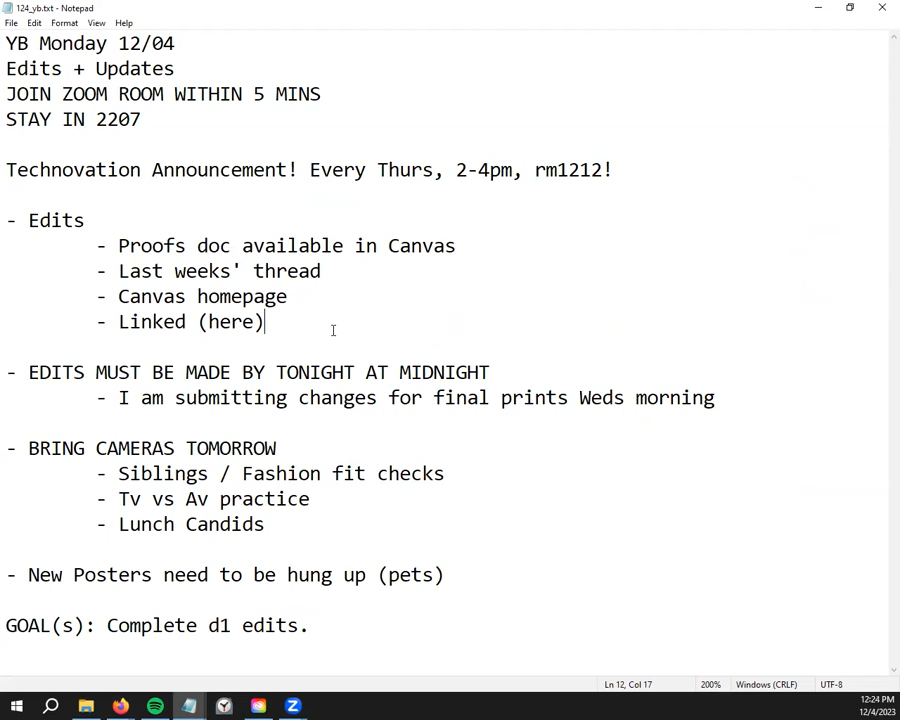 124_yb.txt - Notepad
File Edit Format View Help
YB Monday 12/04
Edits + Updates
JOIN ZOOM ROOM WITHIN 5 MINS
STAY IN 2207
Technovation Announcement! Every Thurs, 2-4pm, rm1212!
- Edits
- Proofs doc available in Canvas
- Last weeks' thread
- Canvas homepage
- Linked (here)
- EDITS MUST BE MADE BY TONIGHT AT MIDNIGHT
- I am submitting changes for final prints Weds morning
- BRING CAMERAS TOMORROW
- Siblings / Fashion fit checks
- Tv vs Av practice
- Lunch Candids
- New Posters need to be hung up (pets)
GOAL(s): Complete d1 edits.
Ln 12, Col 17 200% Windows (CRLF) UTF-8
12:24 PM
12/4/2023